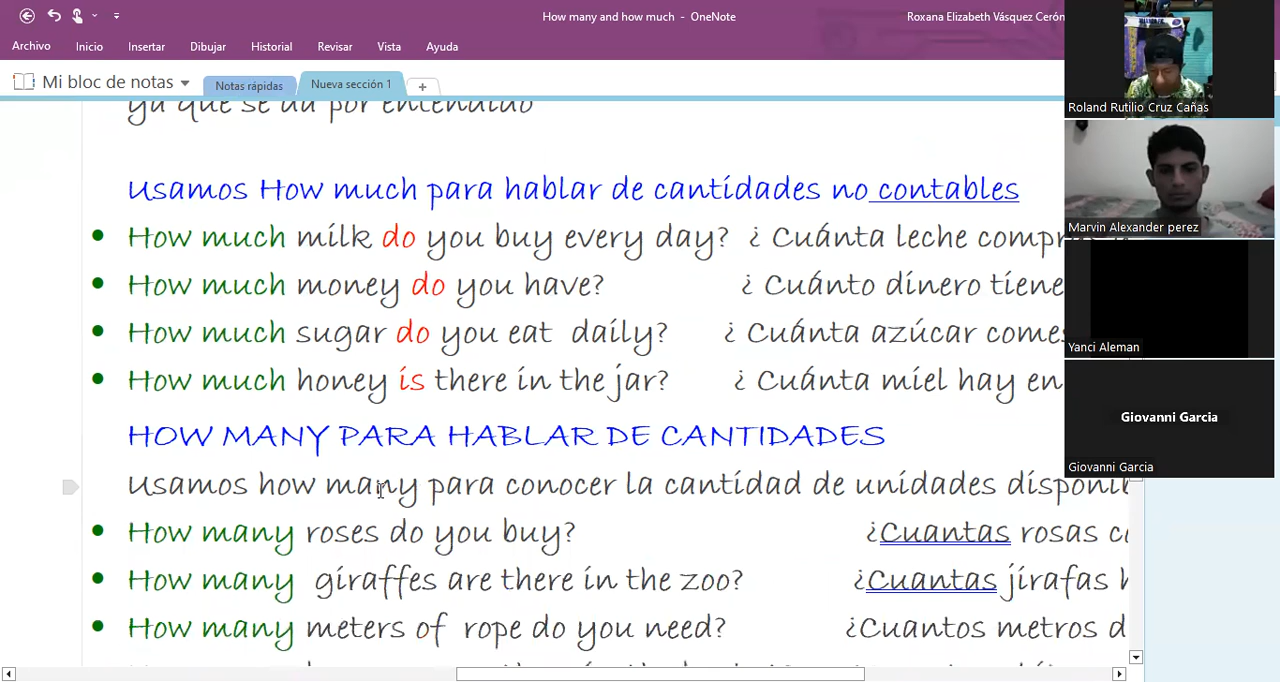 How many and how much - OneNote
Roxana Elizabeth Vásquez Cerón
Archivo Inicio Insertar Dibujar Historial Revisar Vista Ayuda
Mi bloc de notas Notas rápidas Nueva sección 1
ya que se da por entendido
Usamos How much para hablar de cantidades no contables
How much milk do you buy every day? ¿ Cuánta leche
How much money do you have? ¿ Cuánto dinero
How much sugar do you eat daily? ¿ Cuánta azúcar comes
How much honey is there in the jar? ¿ Cuánta miel hay en
HOW MANY PARA HABLAR DE CANTIDADES
Usamos how many para conocer la cantidad de unidades
How many roses do you buy? ¿Cuantas rosas
How many giraffes are there in the zoo? ¿Cuantas jirafas
How many meters of rope do you need? ¿Cuantos metros
Roland Rutilio Cruz Cañas
Marvin Alexander perez
Yanci Aleman
Giovanni Garcia
Giovanni Garcia